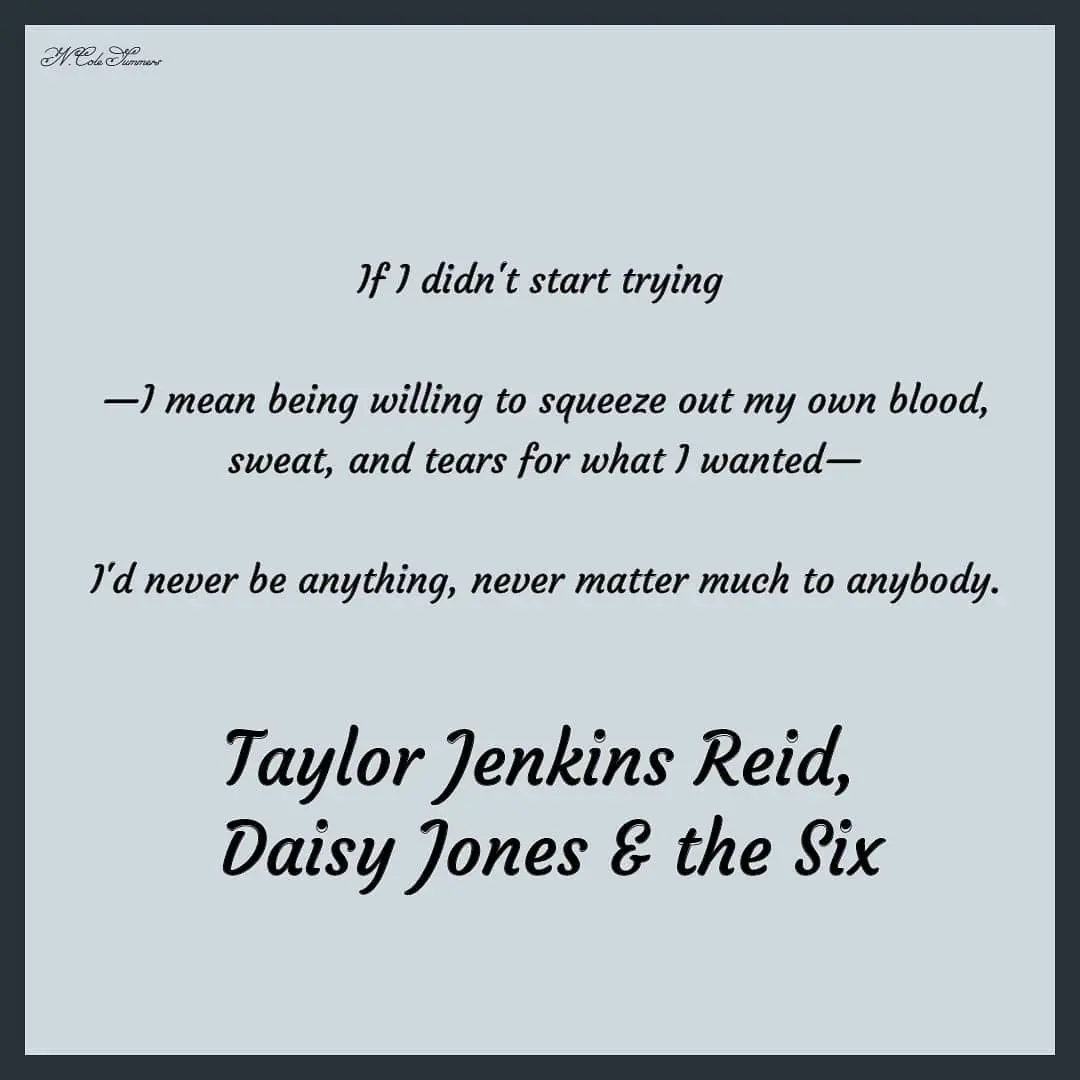 N. Cole Summers
If I didn't start trying
—I mean being willing to squeeze out my own blood,
sweat, and tears for what I wanted—
I'd never be anything, never matter much to anybody.
Taylor Jenkins Reid,
Daisy Jones & the Six